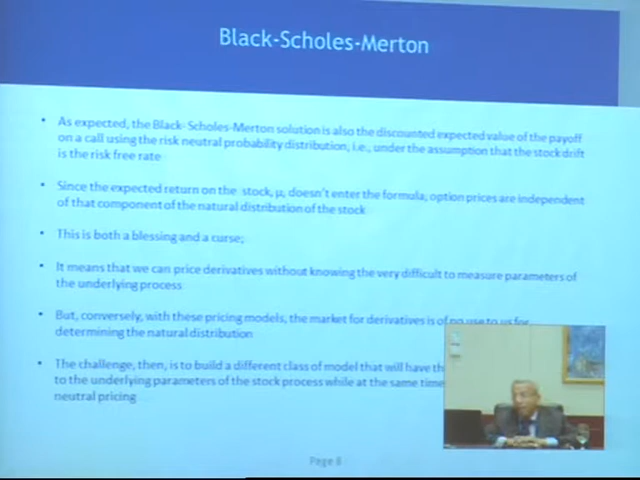 Black-Scholes-Merton
• As expected, the Black- Scholes-Merton solution is also the discounted expected value of the payoff
on a call using the risk neutral probability distribution, i.e., under the assumption that the stock drift
is the risk free rate
• Since the expected return on the stock, μ, doesn't enter the formula, option prices are independent
of that component of the natural distribution of the stock
• This is both a blessing and a curse;
• It means that we can price derivatives without knowing the very difficult to measure parameters of
the underlying process
• But, conversely, with these pricing models, the market for derivatives is of no use to us for
determining the natural distribution
• The challenge, then, is to build a different class of model that will have th
to the underlying parameters of the stock process while at the same time
neutral pricing
Page 8